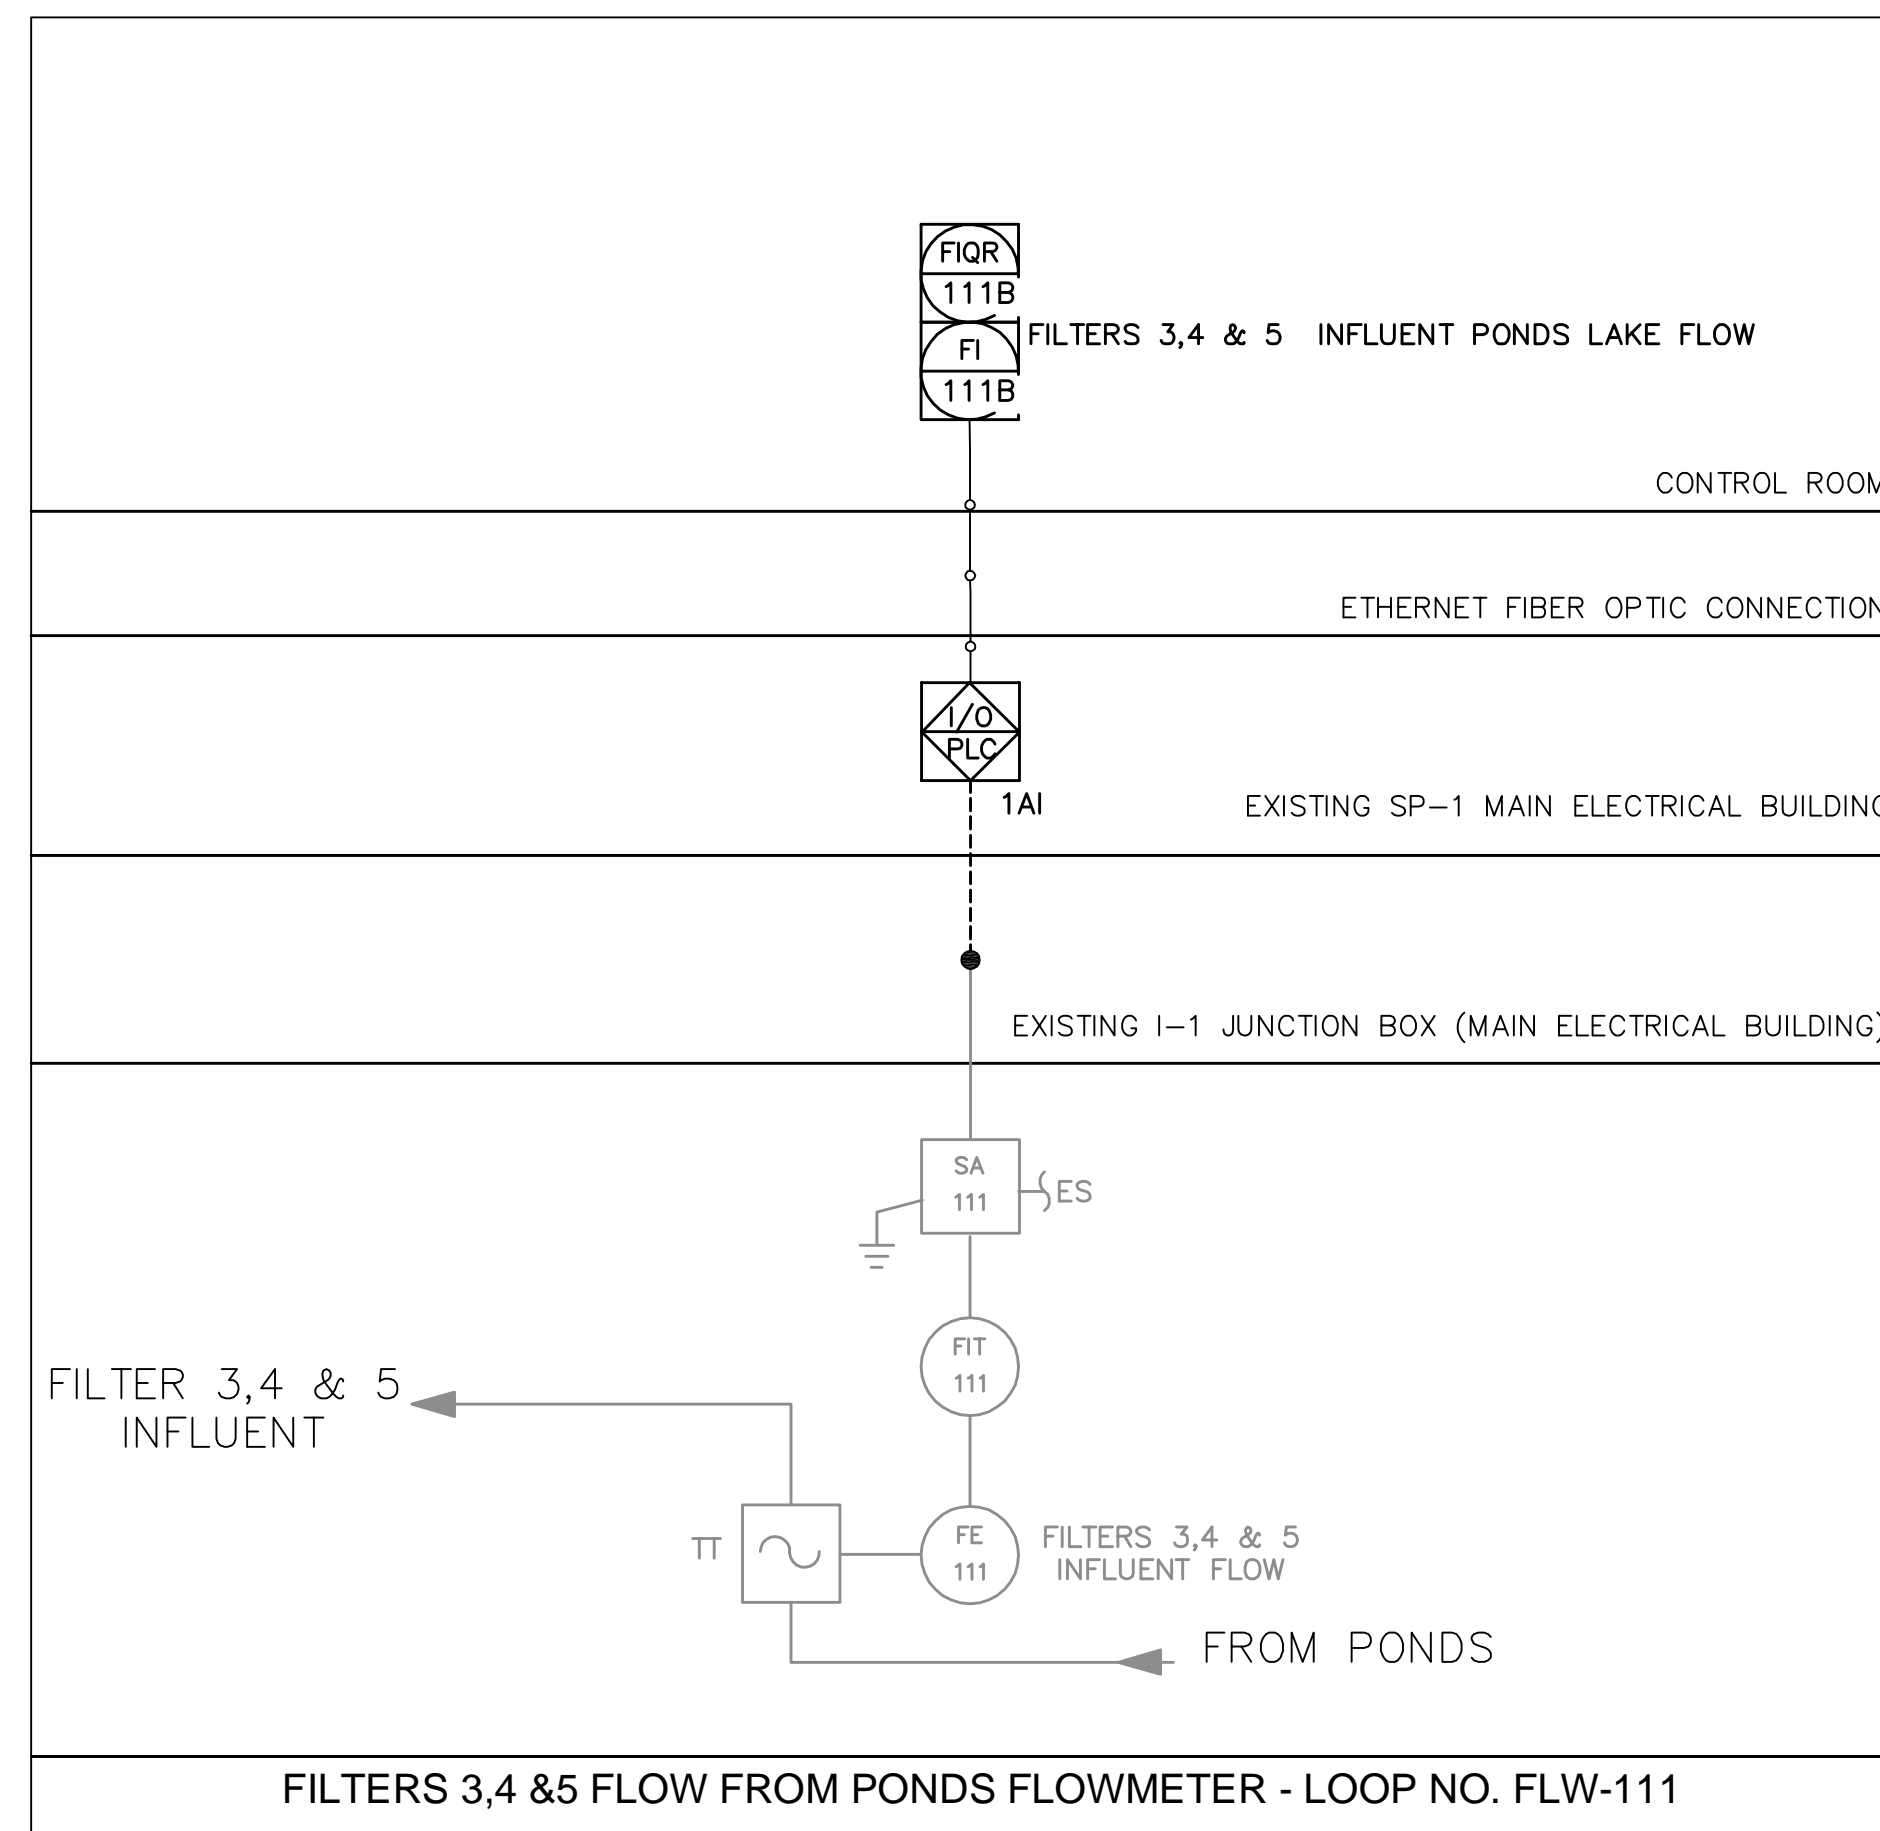 FIQR
111B
FILTERS 3,4 & 5  INFLUENT PONDS LAKE FLOW
FI
111B
CONTROL ROOM
ETHERNET FIBER OPTIC CONNECTION
I/O
PLC
1AI
EXISTING SP-1 MAIN ELECTRICAL BUILDING
EXISTING I-1 JUNCTION BOX (MAIN ELECTRICAL BUILDING)
SA
111
ES
FIT
111
FILTER 3,4 & 5
INFLUENT
TT
FE
111
FILTERS 3,4 & 5
INFLUENT FLOW
FROM PONDS
FILTERS 3,4 &5 FLOW FROM PONDS FLOWMETER - LOOP NO. FLW-111